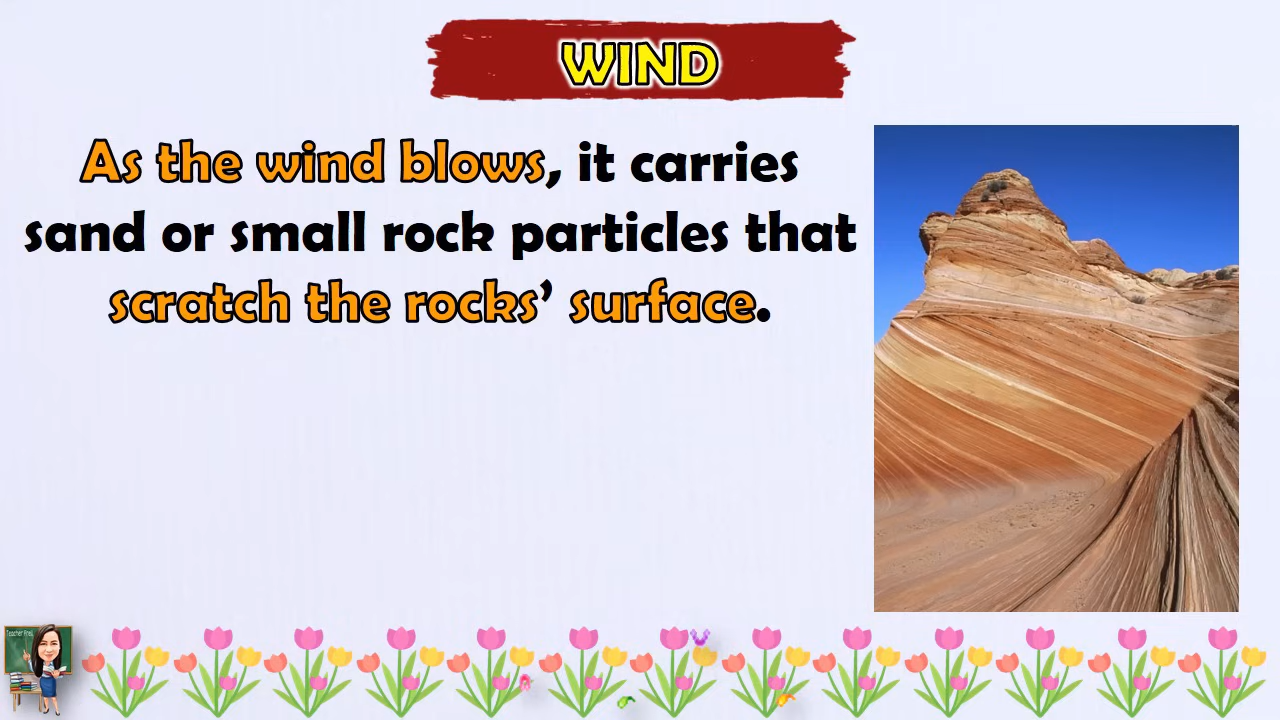 WIND
As the wind blows, it carries
sand or small rock particles that
scratch the rocks’ surface.